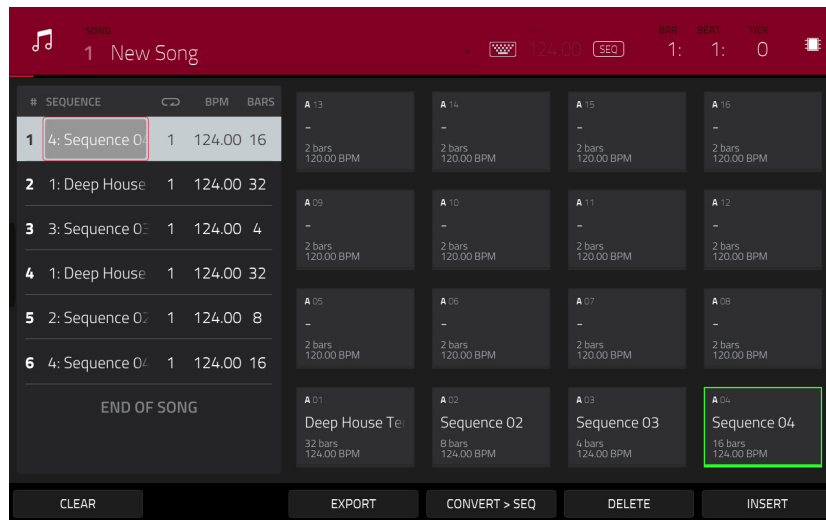 SONG
1 New Song
124.00 SEQ
BAR BEAT TICK
1: 1: 0
# SEQUENCE BPM BARS
1 4: Sequence 04 1 124.00 16
2 1: Deep House 1 124.00 32
3 3: Sequence 03 1 124.00 4
4 1: Deep House 1 124.00 32
5 2: Sequence 02 1 124.00 8
6 4: Sequence 04 1 124.00 16
END OF SONG
A 13
-
2 bars
120.00 BPM
A 14
-
2 bars
120.00 BPM
A 15
-
2 bars
120.00 BPM
A 16
-
2 bars
120.00 BPM
A 09
-
2 bars
120.00 BPM
A 10
-
2 bars
120.00 BPM
A 11
-
2 bars
120.00 BPM
A 12
-
2 bars
120.00 BPM
A 05
-
2 bars
120.00 BPM
A 06
-
2 bars
120.00 BPM
A 07
-
2 bars
120.00 BPM
A 08
-
2 bars
120.00 BPM
A 01
Deep House Te
32 bars
124.00 BPM
A 02
Sequence 02
8 bars
124.00 BPM
A 03
Sequence 03
4 bars
124.00 BPM
A 04
Sequence 04
16 bars
124.00 BPM
CLEAR
EXPORT
CONVERT > SEQ
DELETE
INSERT